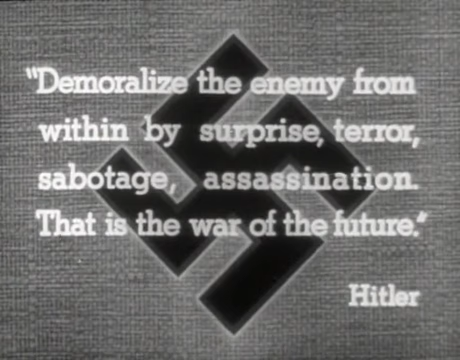 "Demoralize the enemy from
within by surprise, terror,
sabotage, assassination.
That is the war of the future."
Hitler